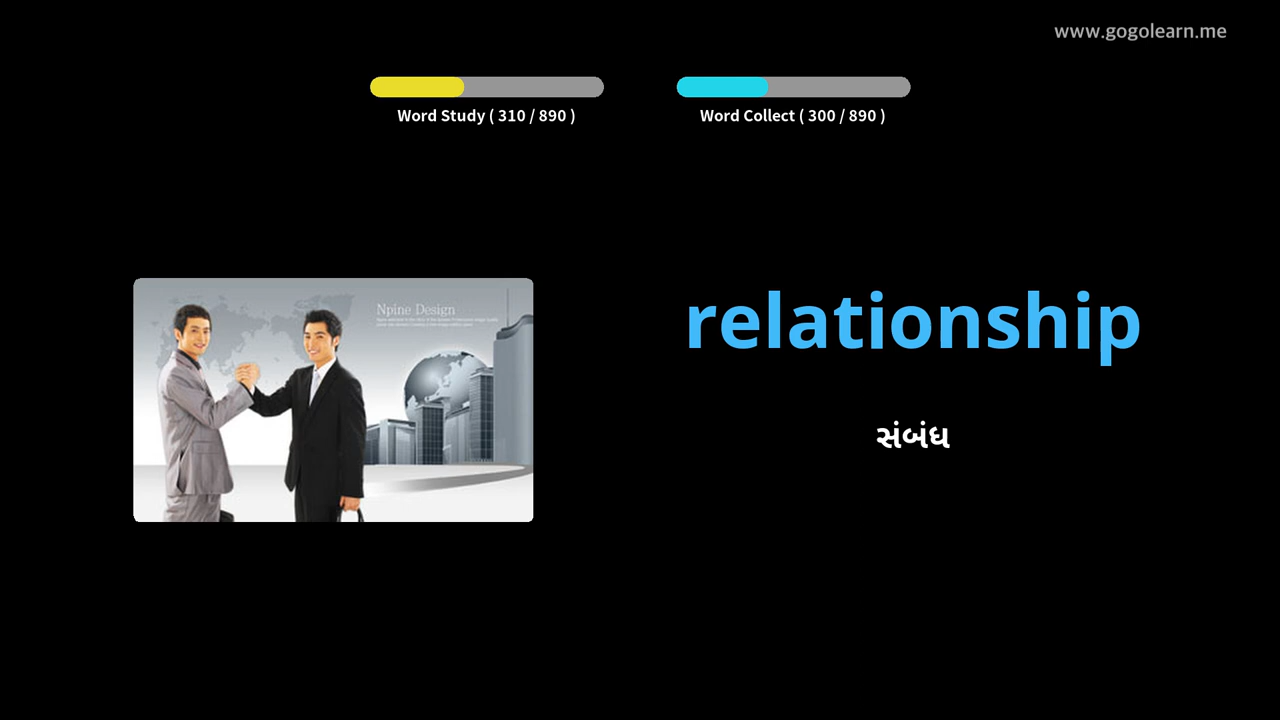 www.gogolearn.me
Word Study ( 310 / 890 )
Word Collect ( 300 / 890 )
Npine Design
relationship
સંબંધ